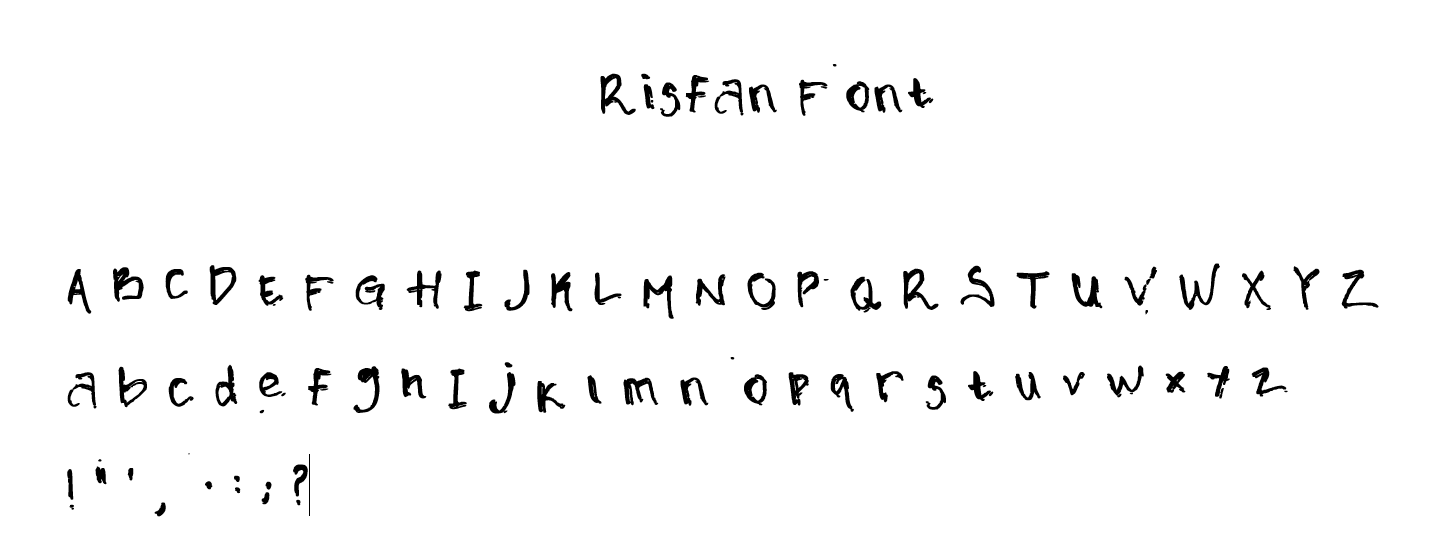 Risfan Font
A B C D E F G H I J K L M N O P Q R S T U V W X Y Z
a b c d e f g h I j k l m n o p q r s t u v w x y z
! " ' , . : ; ?